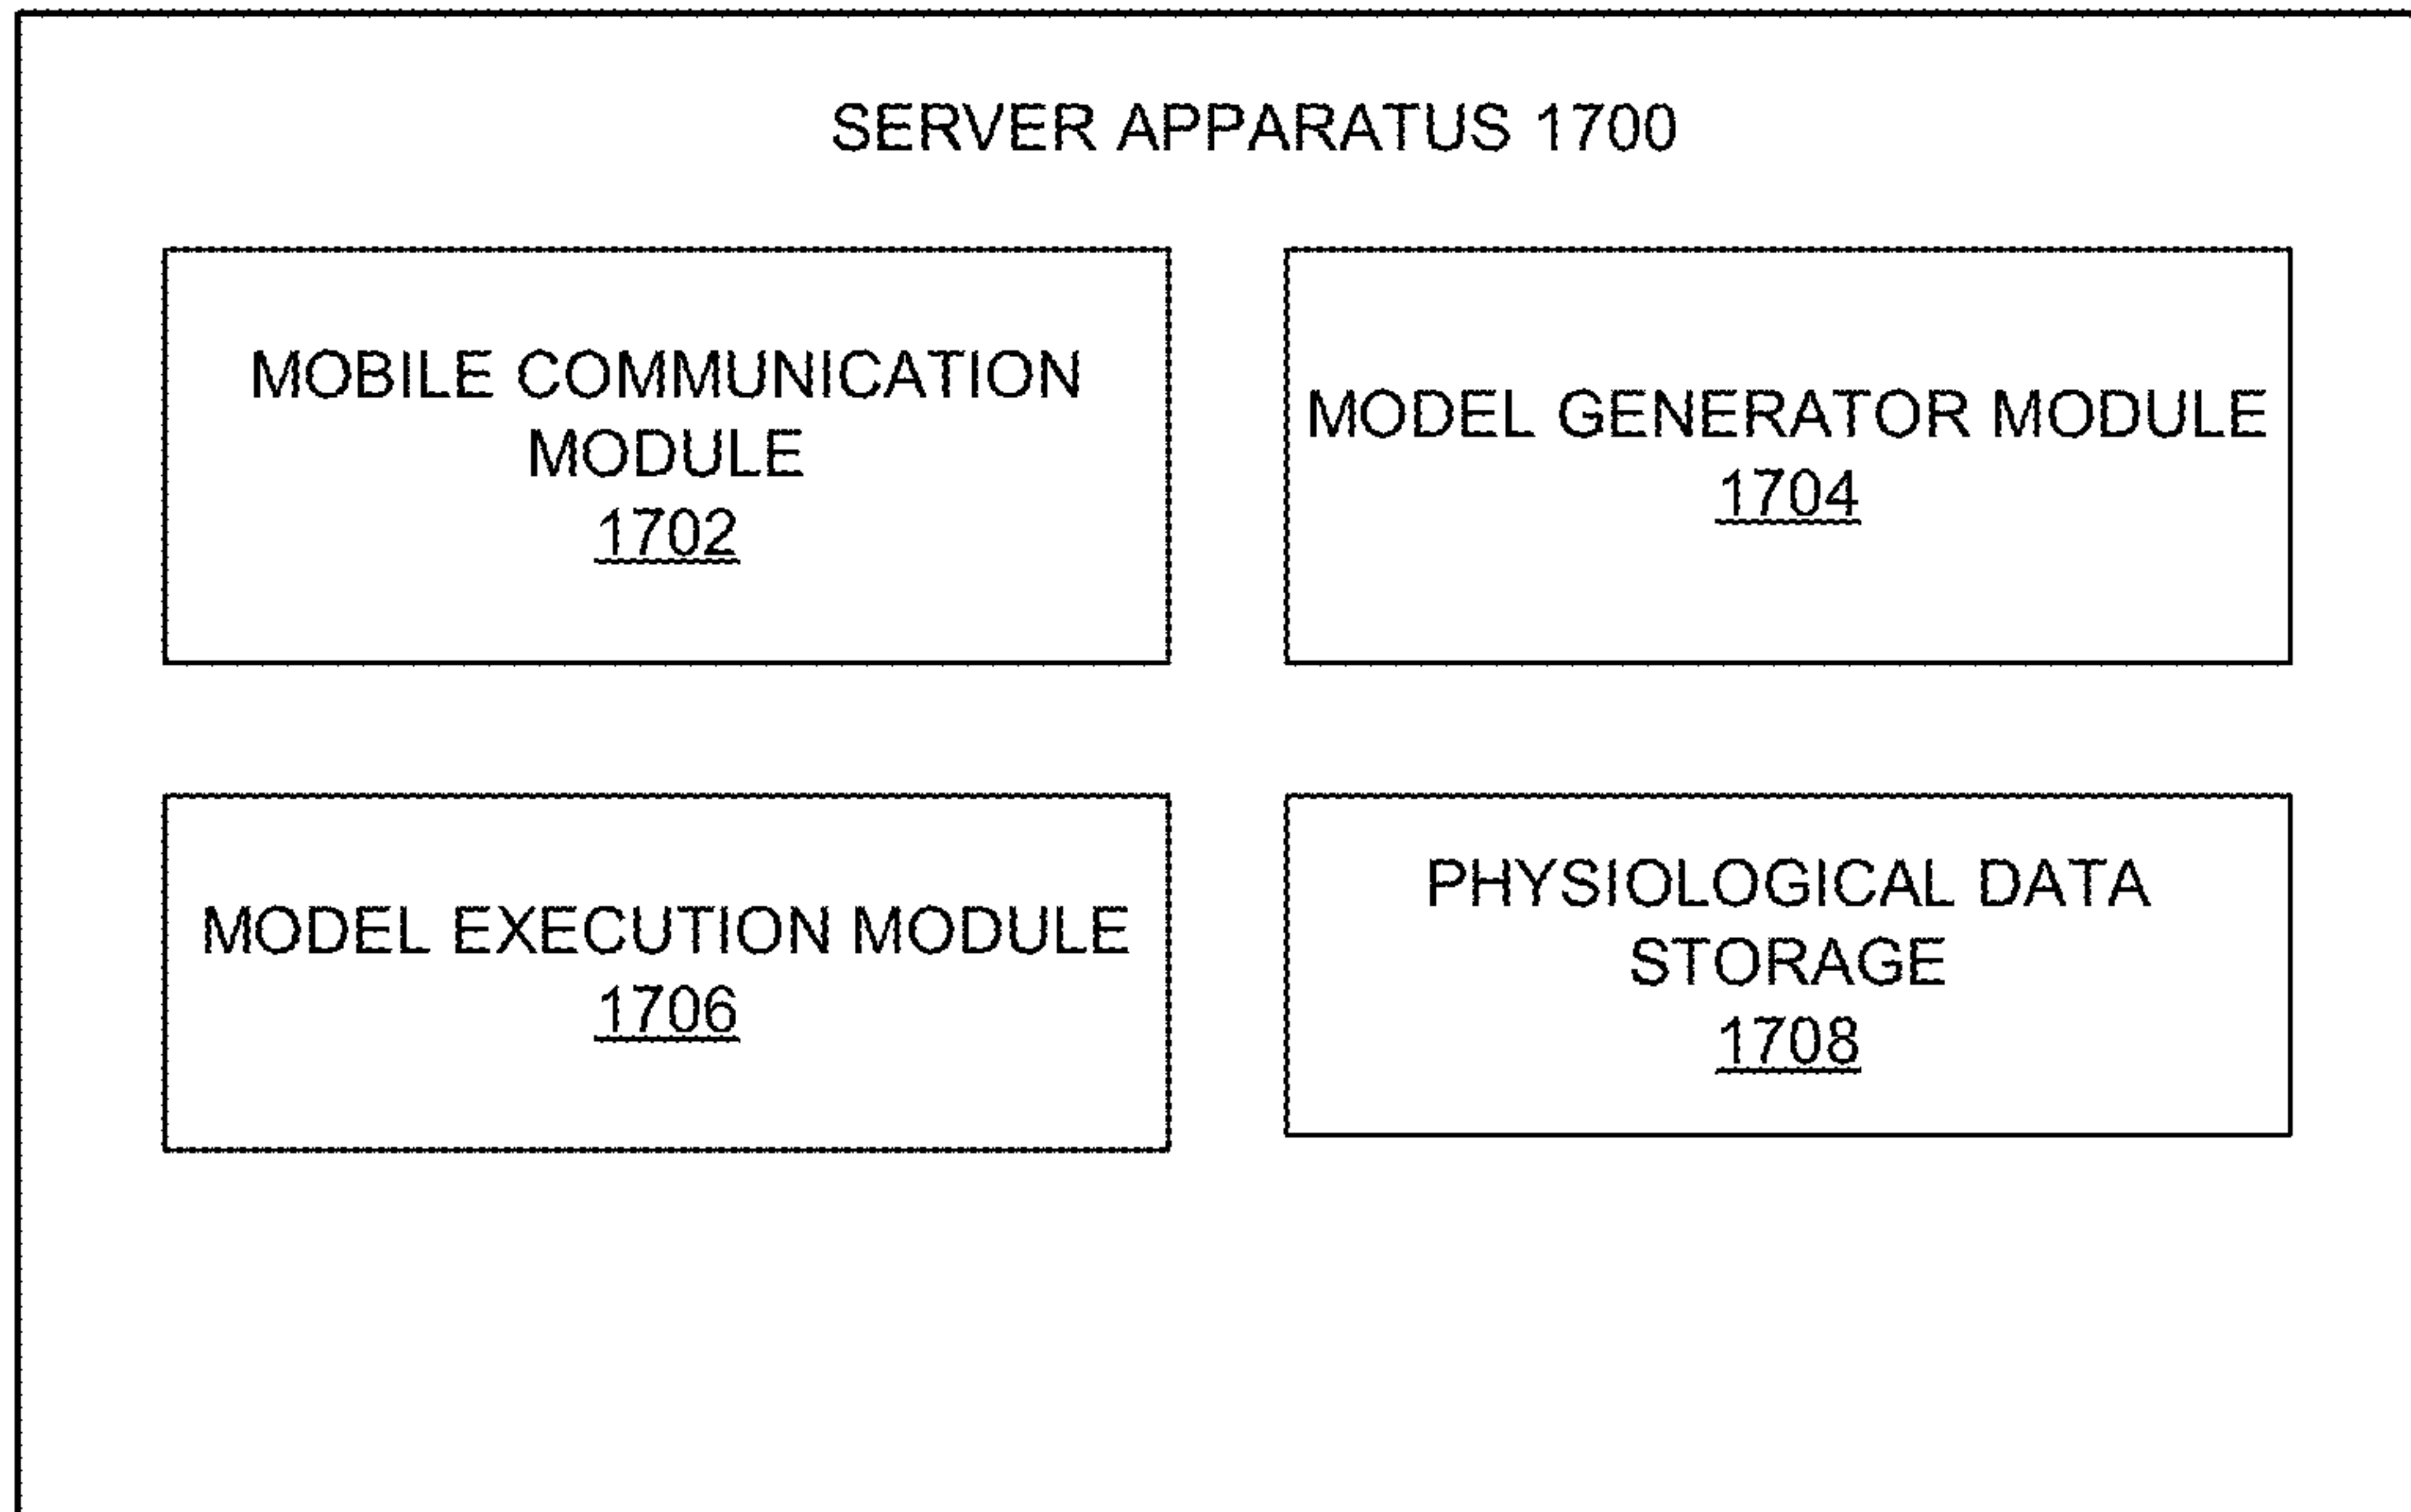 SERVER APPARATUS 1700
MOBILE COMMUNICATION
MODULE
1702
MODEL GENERATOR MODULE
1704
MODEL EXECUTION MODULE
1706
PHYSIOLOGICAL DATA
STORAGE
1708